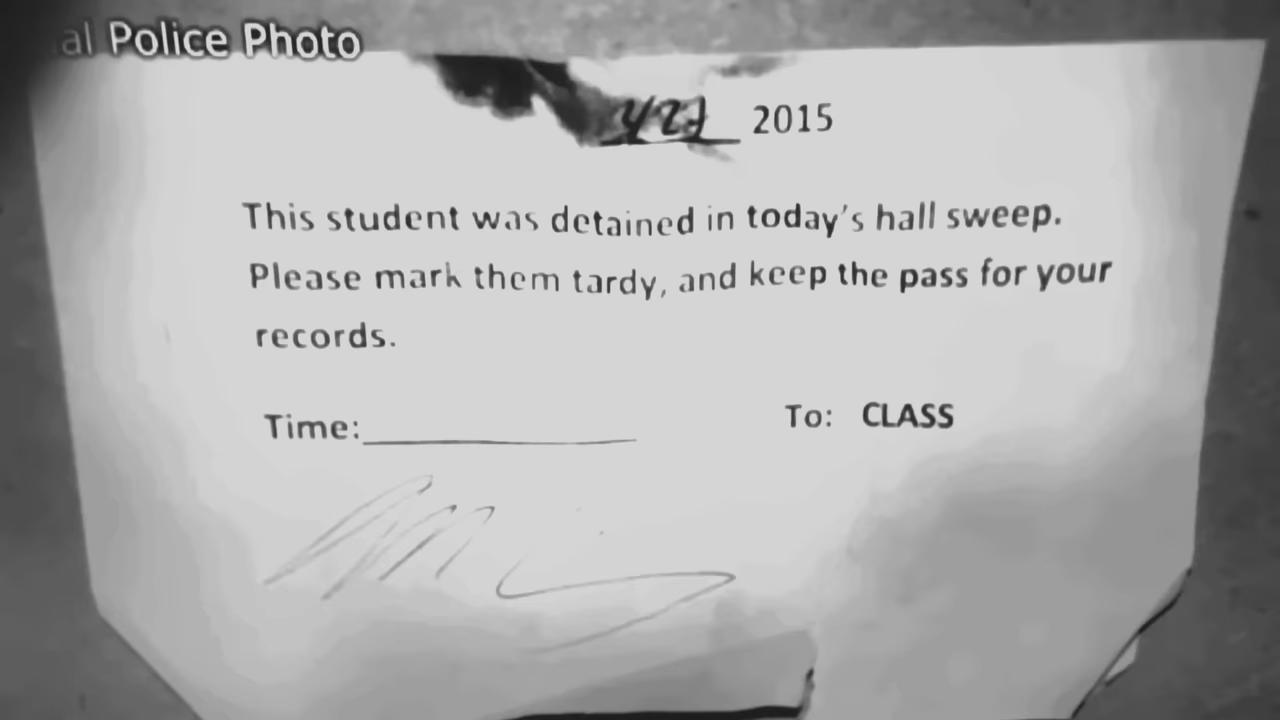 Police Photo
2015
This student was detained in today's hall sweep.
Please mark them tardy, and keep the pass for your
records.
Time: To: CLASS